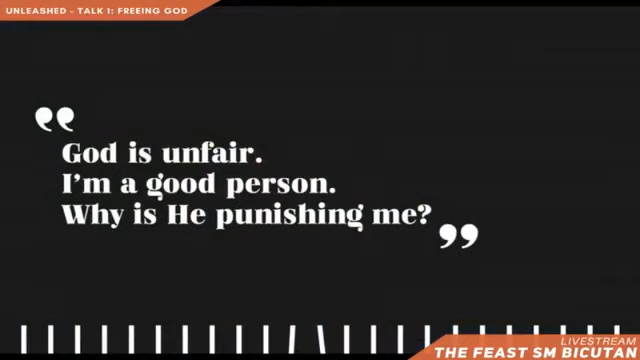 UNLEASHED - TALK 1: FREEING GOD
"
God is unfair.
I'm a good person.
Why is He punishing me?
"
LIVESTREAM
THE FEAST SM BICUTAN